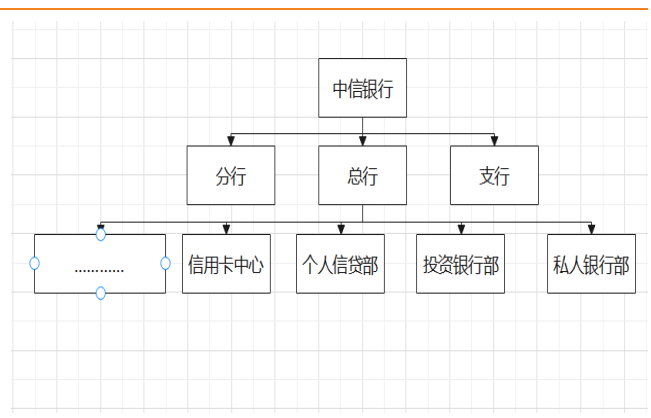 中信银行
分行
总行
支行
…………
信用卡中心
个人信贷部
投资银行部
私人银行部